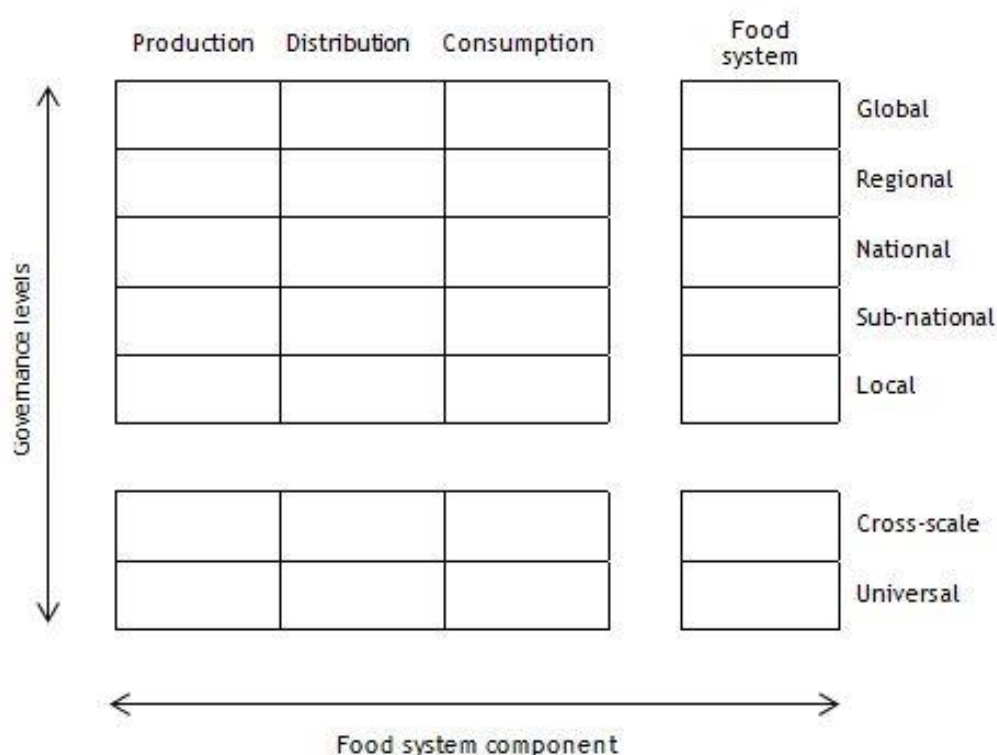 Production Distribution Consumption Food
system
Global
Regional
National
Sub-national
Local
Cross-scale
Universal
Governance levels
Food system component